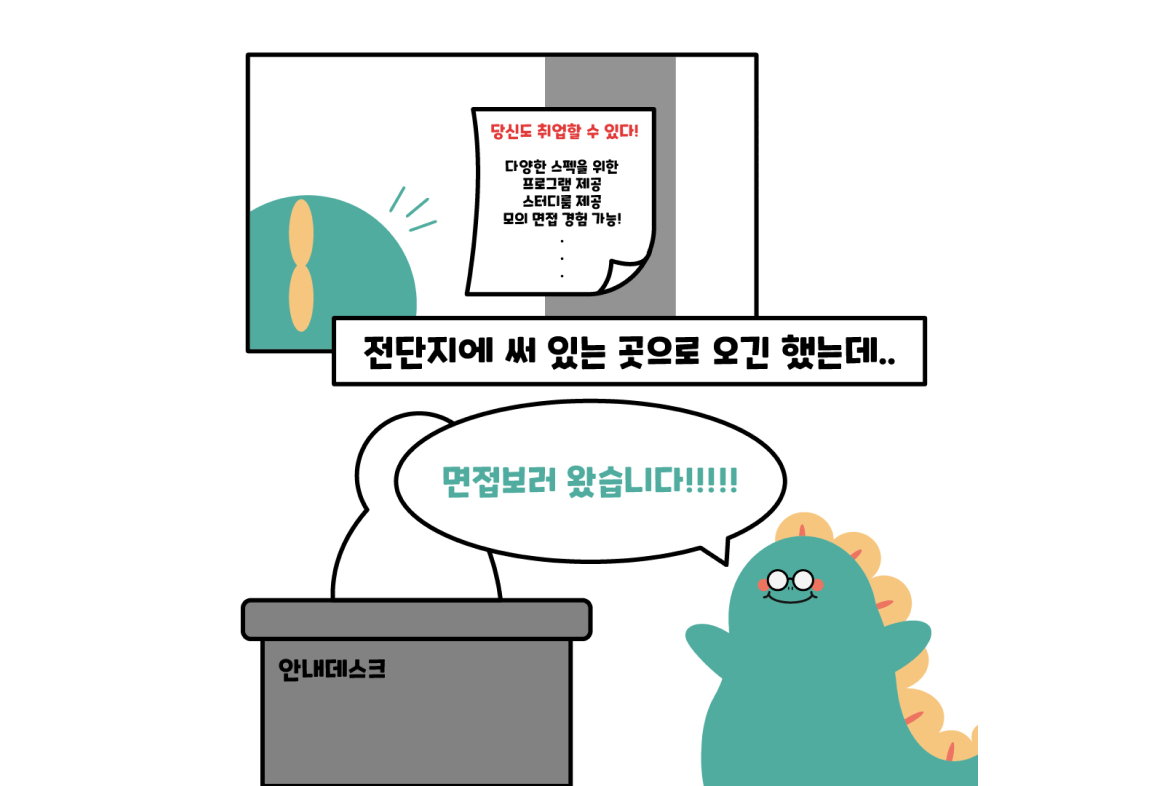 당신도 취업할 수 있다!
다양한 스펙을 위한
프로그램 제공
스터디룸 제공
모의 면접 경험 가능!
.
.
.
전단지에 써 있는 곳으로 오긴 했는데..
면접보러 왔습니다!!!!!
안내데스크